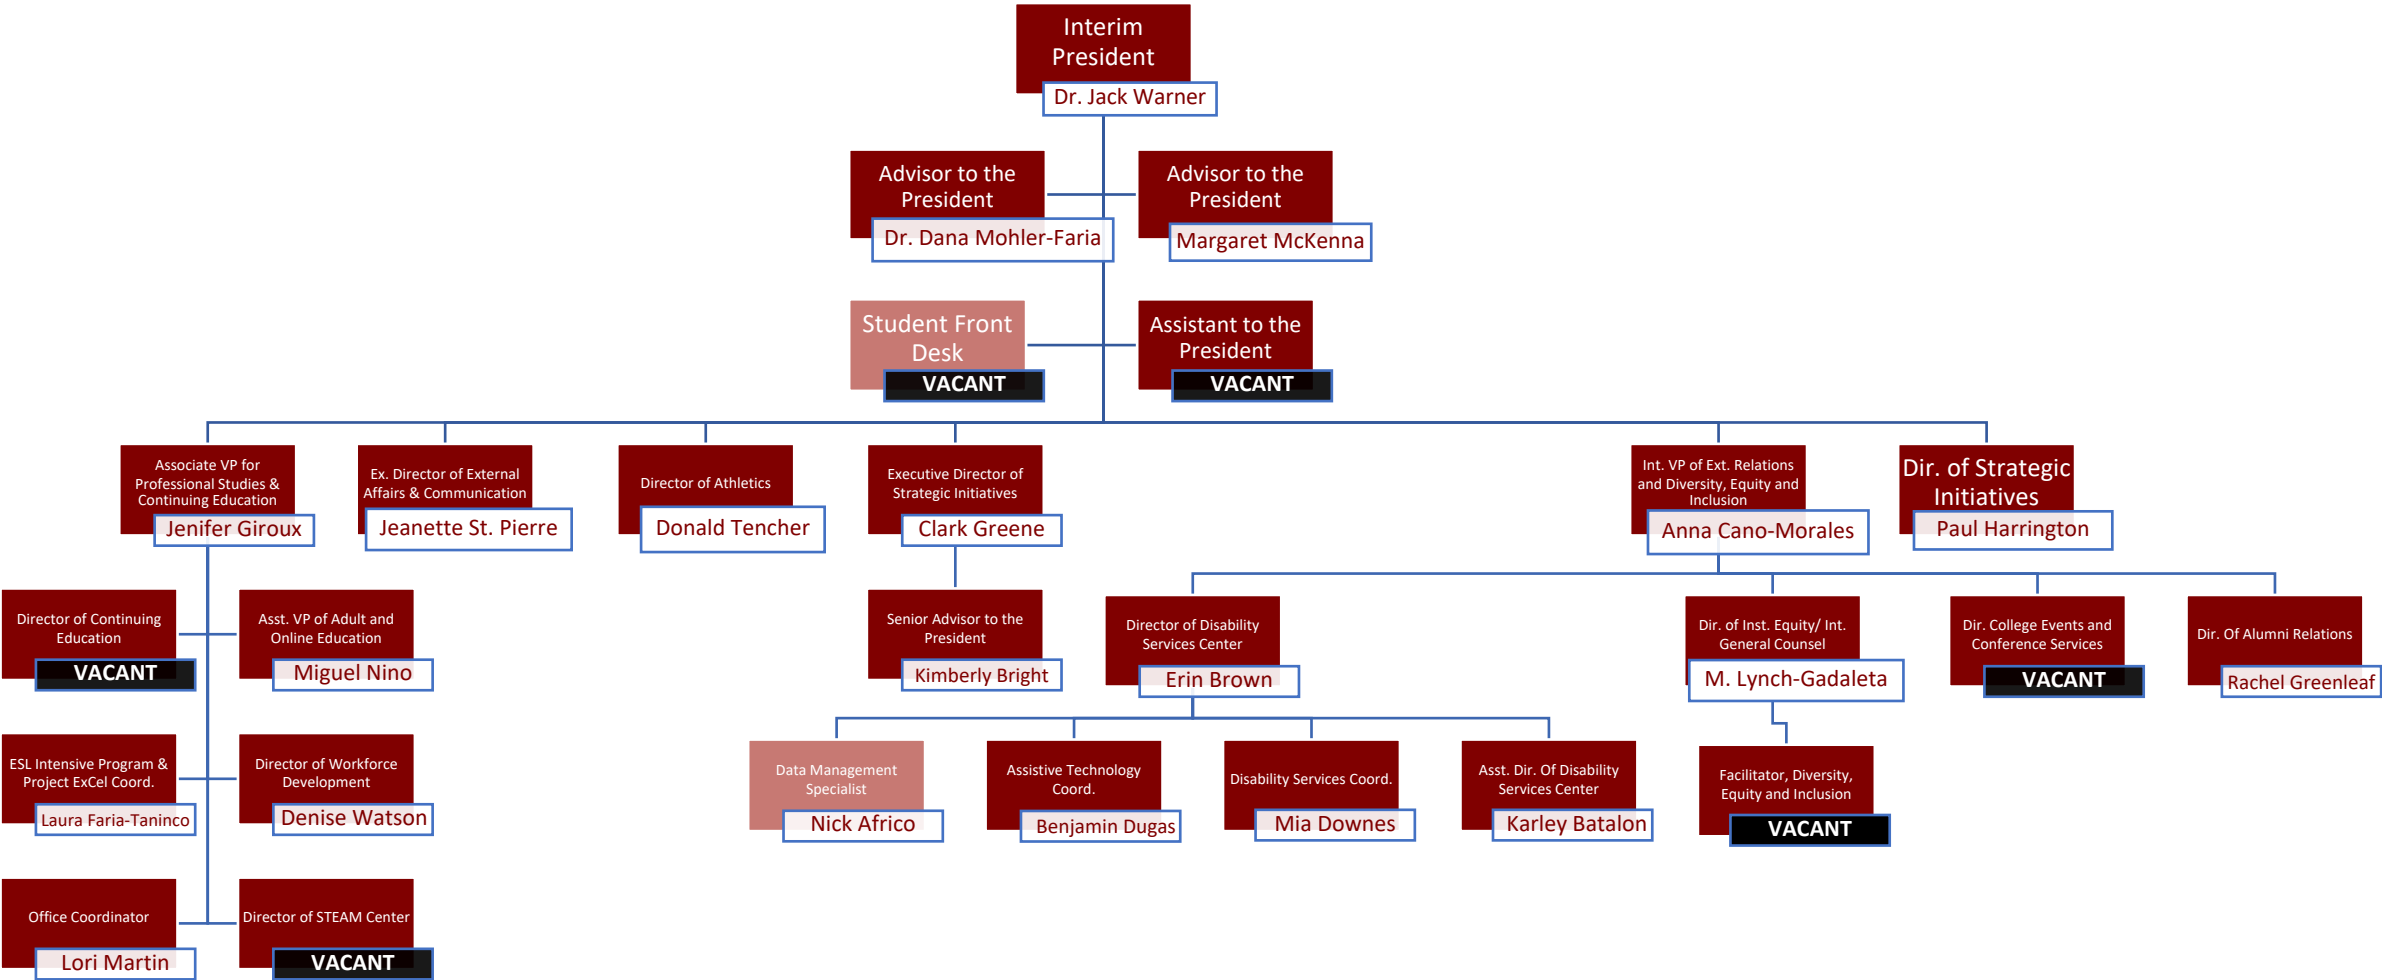 Interim
President
Dr. Jack Warner
Advisor to the
President
Dr. Dana Mohler-Faria
Advisor to the
President
Margaret McKenna
Student Front
Desk
VACANT
Assistant to the
President
VACANT
Associate VP for
Professional Studies &
Continuing Education
Jenifer Giroux
Ex. Director of External
Affairs & Communication
Jeanette St. Pierre
Director of Athletics
Donald Tencher
Executive Director of
Strategic Initiatives
Clark Greene
Int. VP of Ext. Relations
and Diversity, Equity and
Inclusion
Anna Cano-Morales
Dir. of Strategic
Initiatives
Paul Harrington
Director of Continuing
Education
VACANT
Asst. VP of Adult and
Online Education
Miguel Nino
Senior Advisor to the
President
Kimberly Bright
Director of Disability
Services Center
Erin Brown
Dir. of Inst. Equity/ Int.
General Counsel
M. Lynch-Gadaleta
Dir. College Events and
Conference Services
VACANT
Dir. Of Alumni Relations
Rachel Greenleaf
ESL Intensive Program &
Project ExCel Coord.
Laura Faria-Taninco
Director of Workforce
Development
Denise Watson
Data Management
Specialist
Nick Africo
Assistive Technology
Coord.
Benjamin Dugas
Disability Services Coord.
Mia Downes
Asst. Dir. Of Disability
Services Center
Karley Batalon
Facilitator, Diversity,
Equity and Inclusion
VACANT
Office Coordinator
Lori Martin
Director of STEAM Center
VACANT